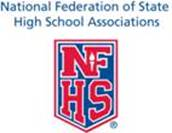 National Federation of State
High School Associations
NF
HS®